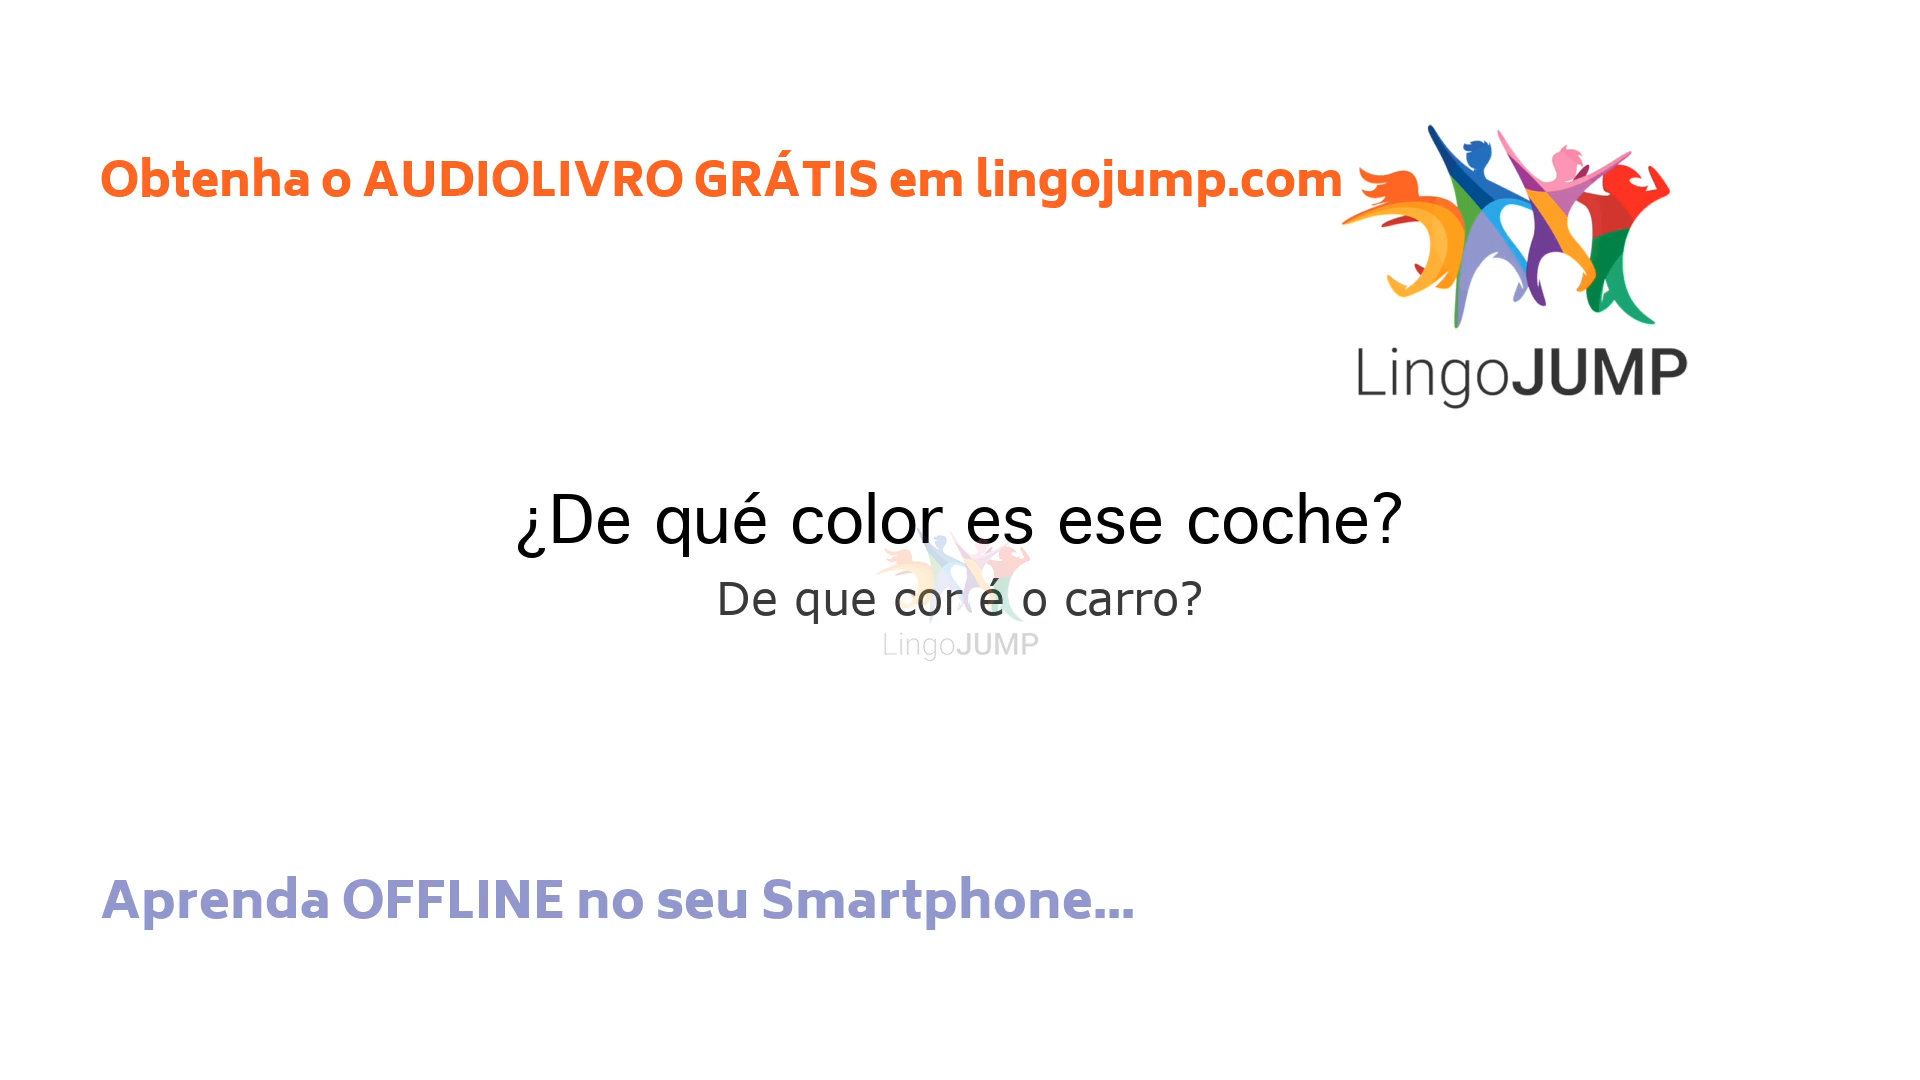 Obtenha o AUDIOLIVRO GRÁTIS em lingojump.com
LingoJUMP
¿De qué color es ese coche?
De que cor é o carro?
LingoJUMP
Aprenda OFFLINE no seu Smartphone...